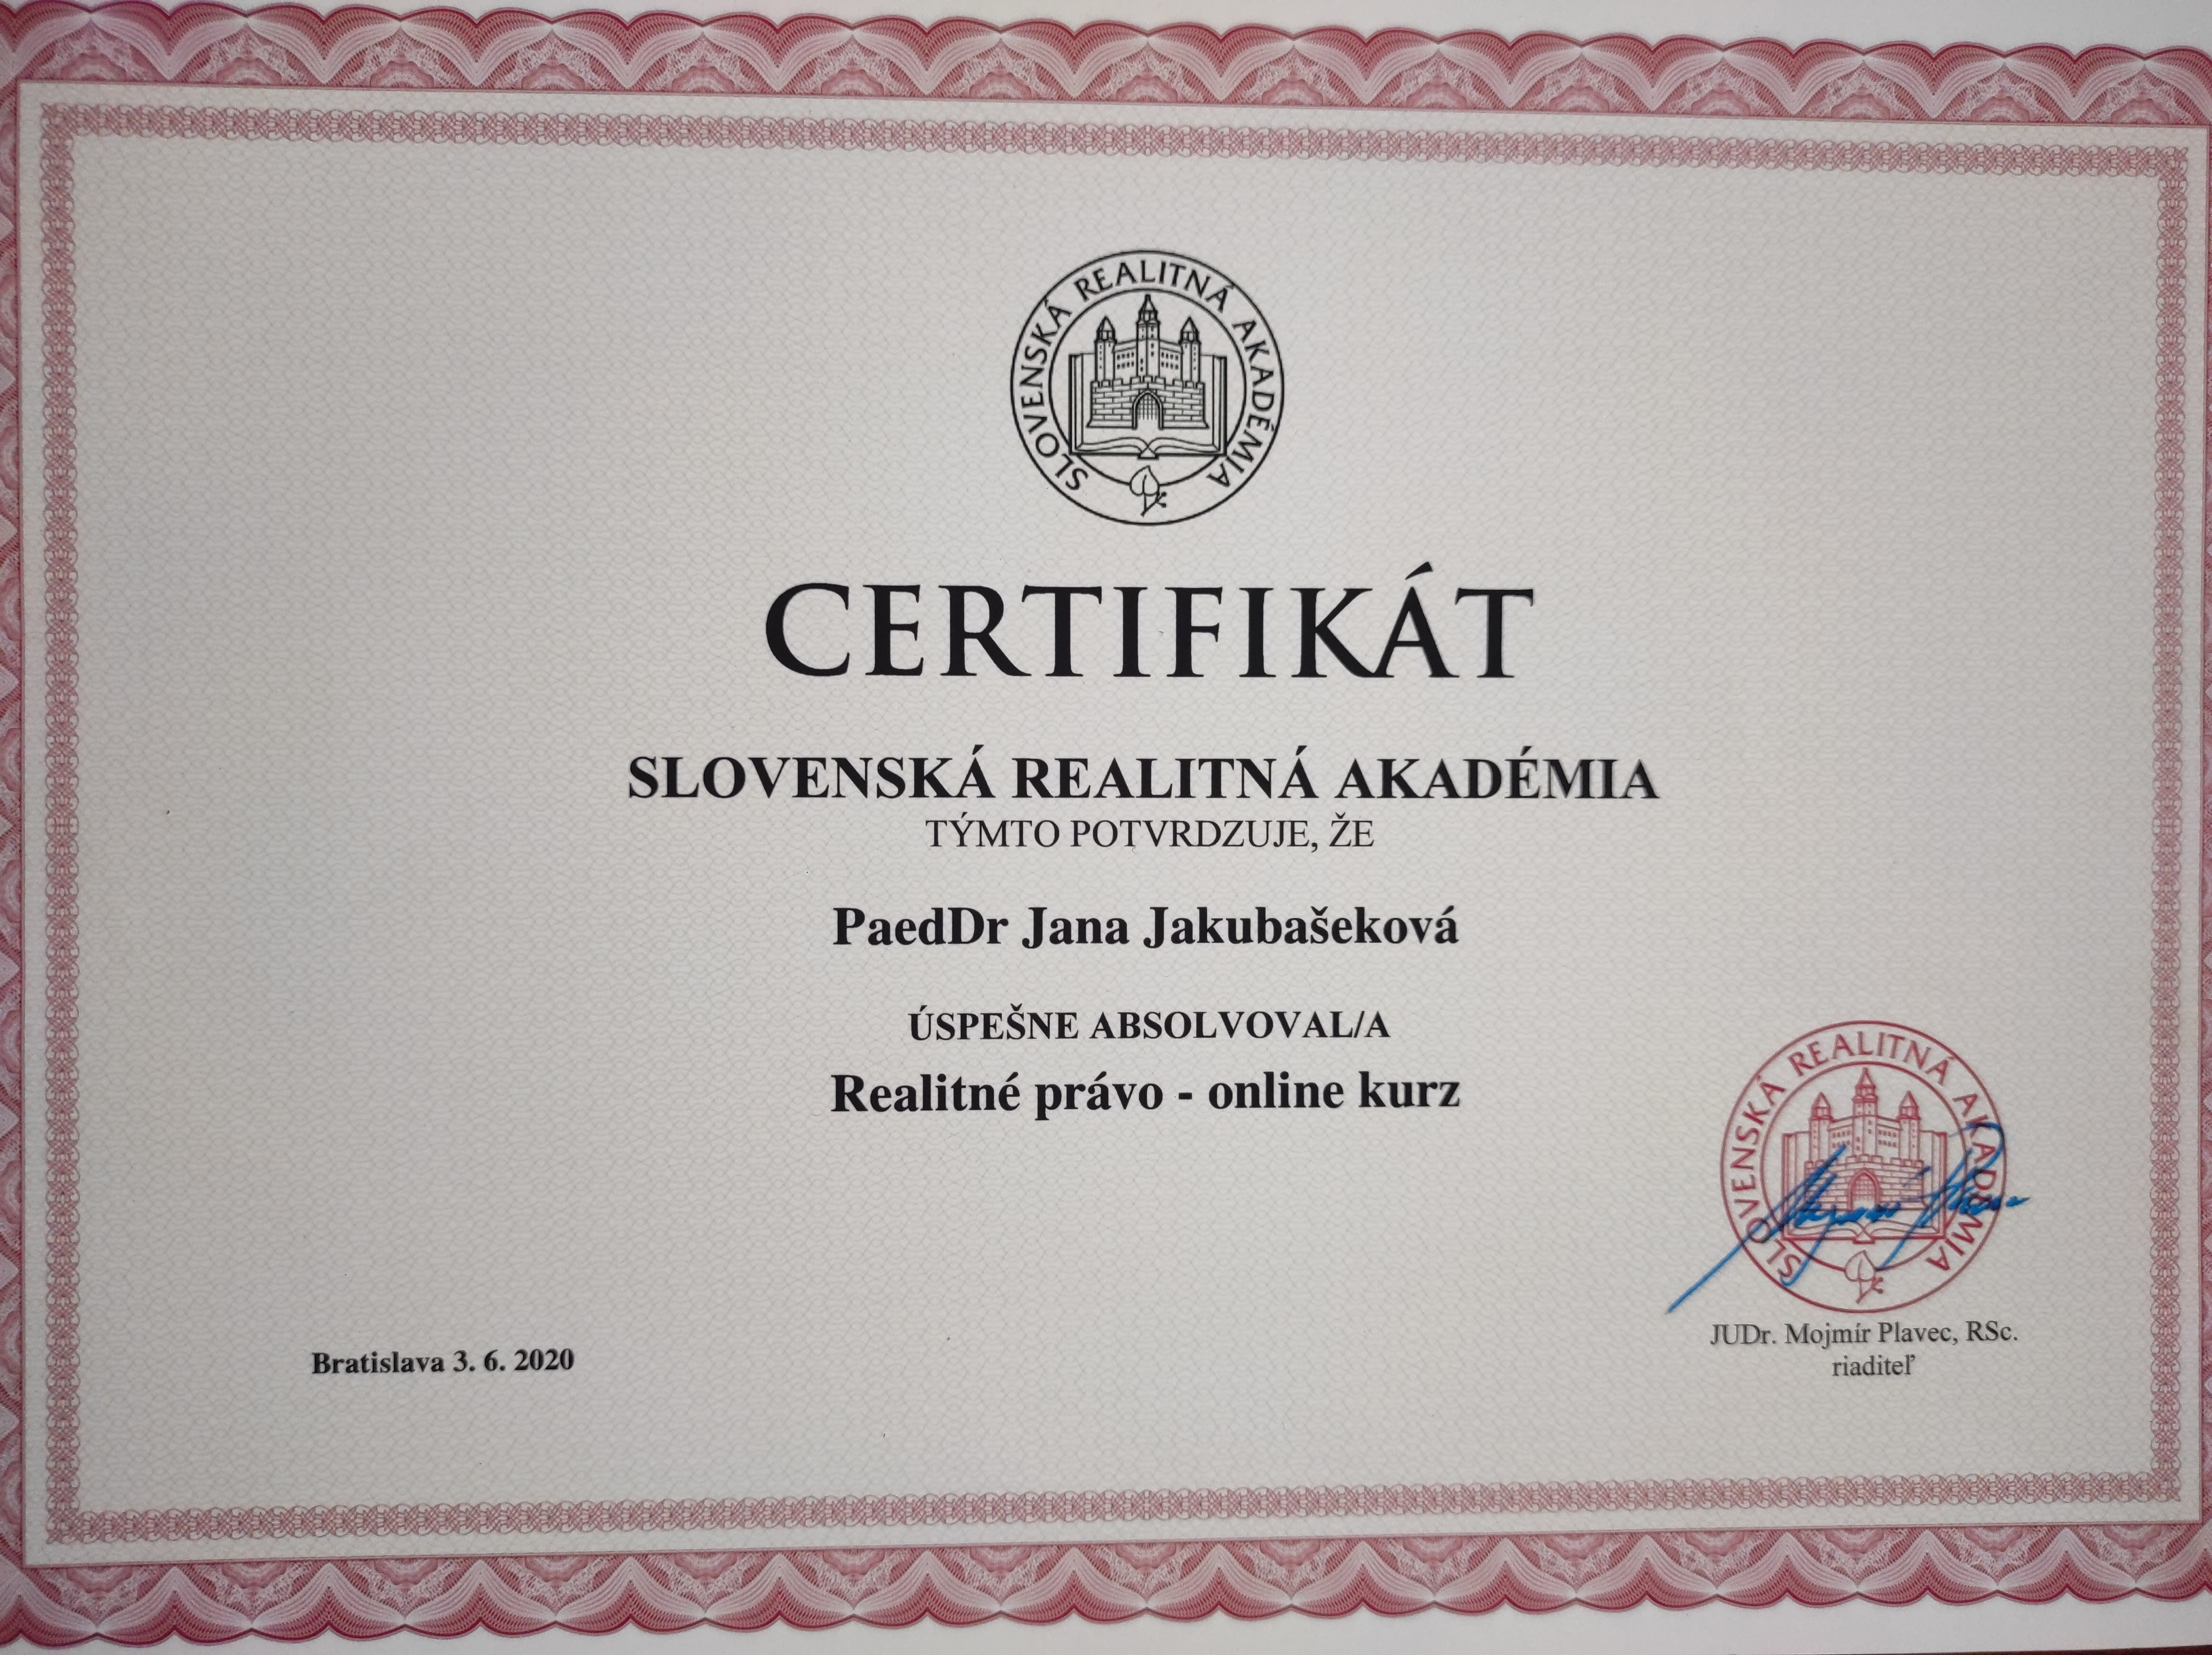 SLOVENSKÁ REALITNÁ AKADÉMIA
CERTIFIKÁT
SLOVENSKÁ REALITNÁ AKADÉMIA
TÝMTO POTVRDZUJE, ŽE
PaedDr Jana Jakubašeková
ÚSPEŠNE ABSOLVOVAL/A
Realitné právo - online kurz
SLOVENSKÁ REALITNÁ AKADÉMIA
JUDr. Mojmír Plavec, RSc.
riaditeľ
Bratislava 3. 6. 2020